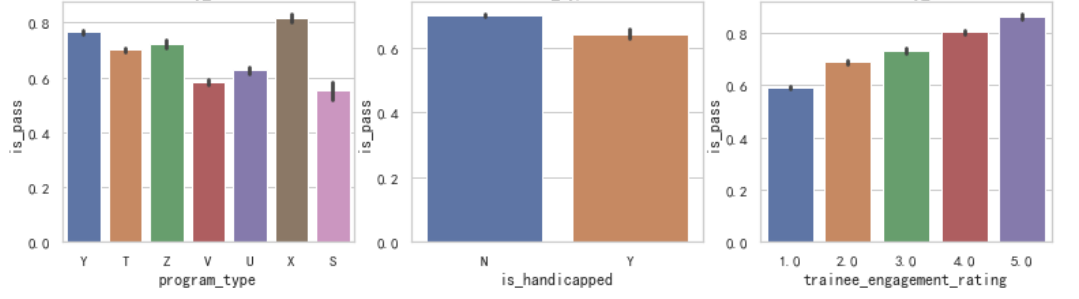 is_pass
0.8
0.6
0.4
0.2
0.0
Y T Z V U X S
program_type
is_pass
0.6
0.4
0.2
0.0
N Y
is_handicapped
is_pass
0.8
0.6
0.4
0.2
0.0
1.0 2.0 3.0 4.0 5.0
trainee_engagement_rating